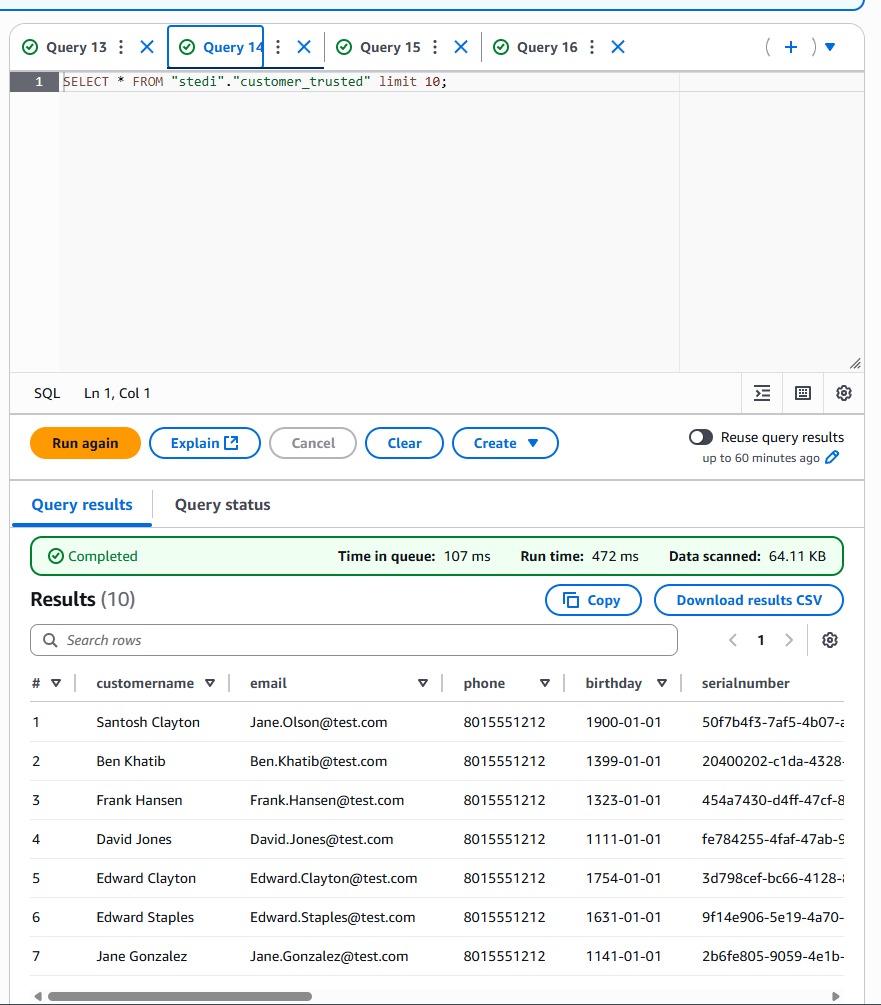 Query 13 Query 14 Query 15 Query 16
1 SELECT * FROM "stedi"."customer_trusted" limit 10;
SQL Ln 1, Col 1
Run again Explain Cancel Clear Create Reuse query results
up to 60 minutes ago
Query results Query status
Completed Time in queue: 107 ms Run time: 472 ms Data scanned: 64.11 KB
Results (10) Copy Download results CSV
Search rows 1
# customername email phone birthday serialnumber
1 Santosh Clayton Jane.Olson@test.com 8015551212 1900-01-01 50f7b4f3-7af5-4b07-a
2 Ben Khatib Ben.Khatib@test.com 8015551212 1399-01-01 20400202-c1da-4328-
3 Frank Hansen Frank.Hansen@test.com 8015551212 1323-01-01 454a7430-d4ff-47cf-8
4 David Jones David.Jones@test.com 8015551212 1111-01-01 fe784255-4faf-47ab-9
5 Edward Clayton Edward.Clayton@test.com 8015551212 1754-01-01 3d798cef-bc66-4128-
6 Edward Staples Edward.Staples@test.com 8015551212 1631-01-01 9f14e906-5e19-4a70-
7 Jane Gonzalez Jane.Gonzalez@test.com 8015551212 1141-01-01 2b6fe805-9059-4e1b-